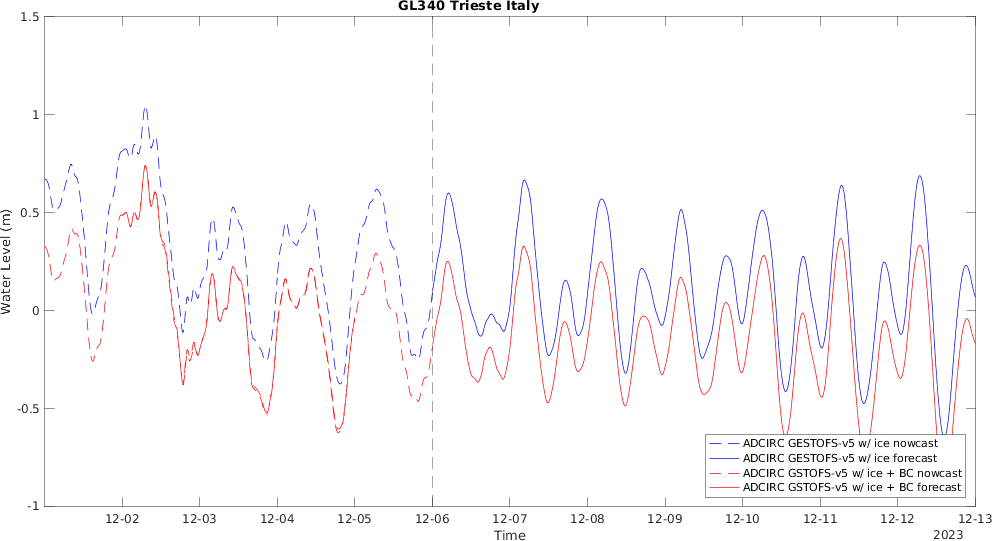 GL340 Trieste Italy
1.5
1
0.5
0
-0.5
-1
Water Level (m)
12-02 12-03 12-04 12-05 12-06 12-07 12-08 12-09 12-10 12-11 12-12 12-13
Time
2023
ADCIRC GESTOFS-v5 w/ ice nowcast
ADCIRC GESTOFS-v5 w/ ice forecast
ADCIRC GSTOFS-v5 w/ ice + BC nowcast
ADCIRC GSTOFS-v5 w/ ice + BC forecast